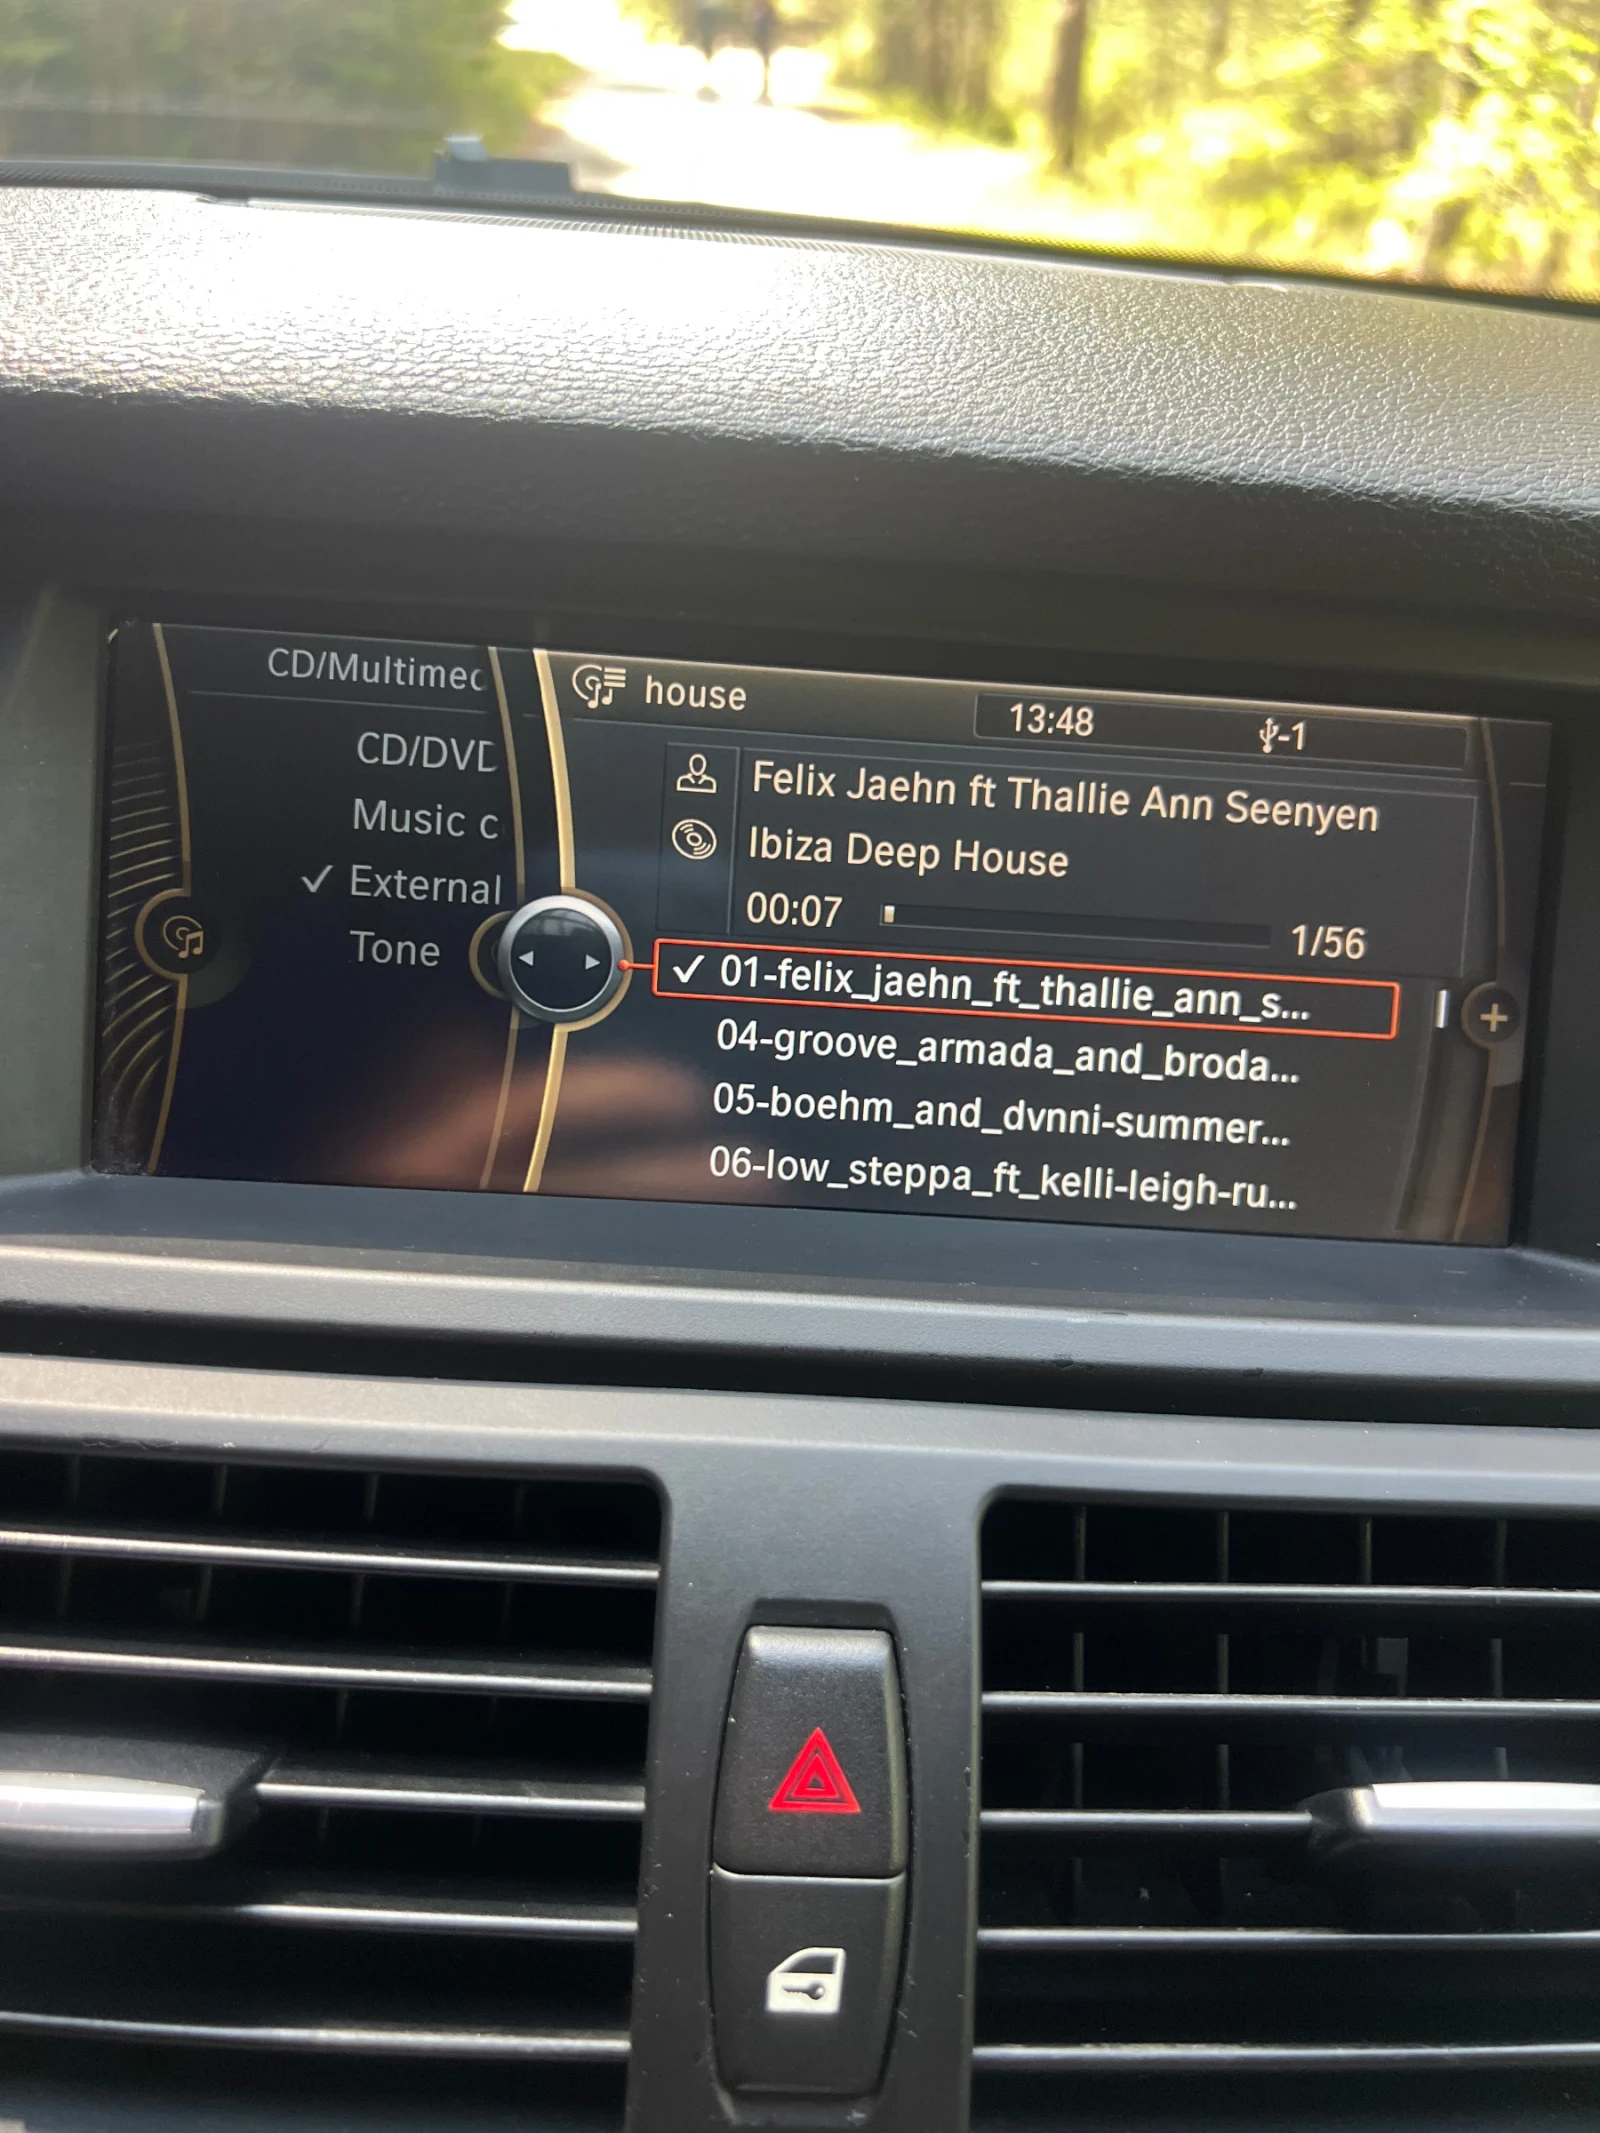 CD/Multimec
CD/DVD
Music c
✓ External
Tone
house
13:48
-1
Felix Jaehn ft Thallie Ann Seenyen
Ibiza Deep House
00:07
1/56
✓ 01-felix_jaehn_ft_thallie_ann_s...
04-groove_armada_and_broda...
05-boehm_and_dvnni-summer...
06-low_steppa_ft_kelli-leigh-ru...